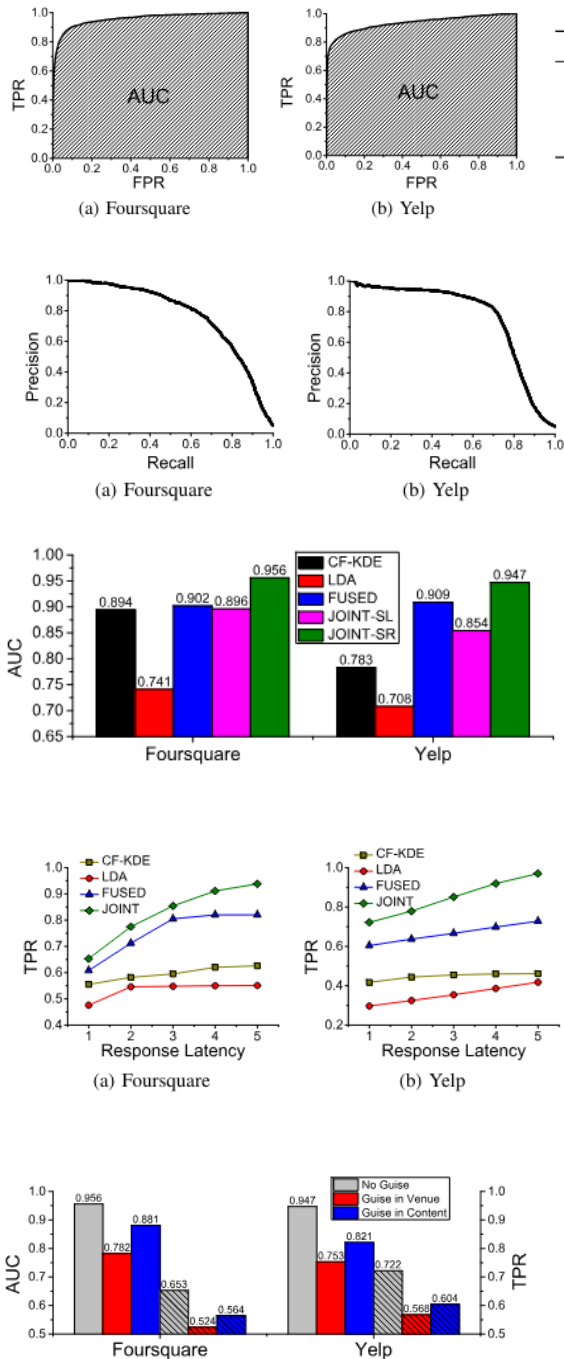 1.0 1.0
0.8 0.8
0.6 0.6
TPR AUC TPR AUC
0.4 0.4
0.2 0.2
0.0 0.0
0.0 0.2 0.4 0.6 0.8 1.0 0.0 0.2 0.4 0.6 0.8 1.0
FPR FPR
(a) Foursquare (b) Yelp
1.0 1.0
0.8 0.8
0.6 0.6
Precision Precision
0.4 0.4
0.2 0.2
0.0 0.0
0.0 0.2 0.4 0.6 0.8 1.0 0.0 0.2 0.4 0.6 0.8 1.0
Recall Recall
(a) Foursquare (b) Yelp
1.00 CF-KDE
0.95 0.956 LDA 0.947
0.90 0.894 0.902 0.896 FUSED 0.909
0.85 JOINT-SL 0.854
AUC JOINT-SR
0.80 0.783
0.75 0.741
0.70 0.708
0.65
Foursquare Yelp
CF-KDE CF-KDE
LDA LDA
FUSED FUSED
JOINT JOINT
1.0 1.0
0.9 0.8
0.8 0.6
0.7 0.4
0.6 0.2
0.5
0.4
TPR TPR
1 2 3 4 5 1 2 3 4 5
Response Latency Response Latency
(a) Foursquare (b) Yelp
No Guise
Guise in Venue
Guise in Content
1.0 0.956 0.947 1.0
0.9 0.881 0.9
0.8 0.782 0.753 0.821 0.8
AUC TPR
0.7 0.653 0.722 0.7
0.6 0.524 0.564 0.568 0.604 0.6
0.5 0.5
Foursquare Yelp